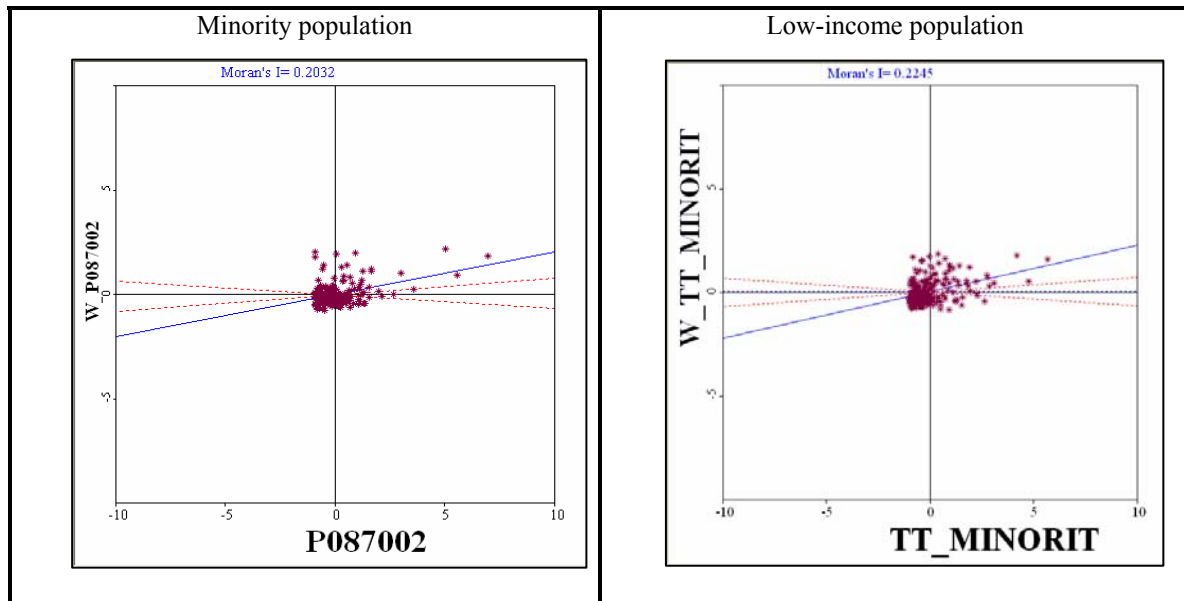 Minority population
Moran's I= 0.2032
W_P087002
5
0
-5
-10
-5
0
5
10
P087002
Low-income population
Moran's I= 0.2245
W_TT_MINORIT
5
0
-5
-10
-5
0
5
10
TT_MINORIT